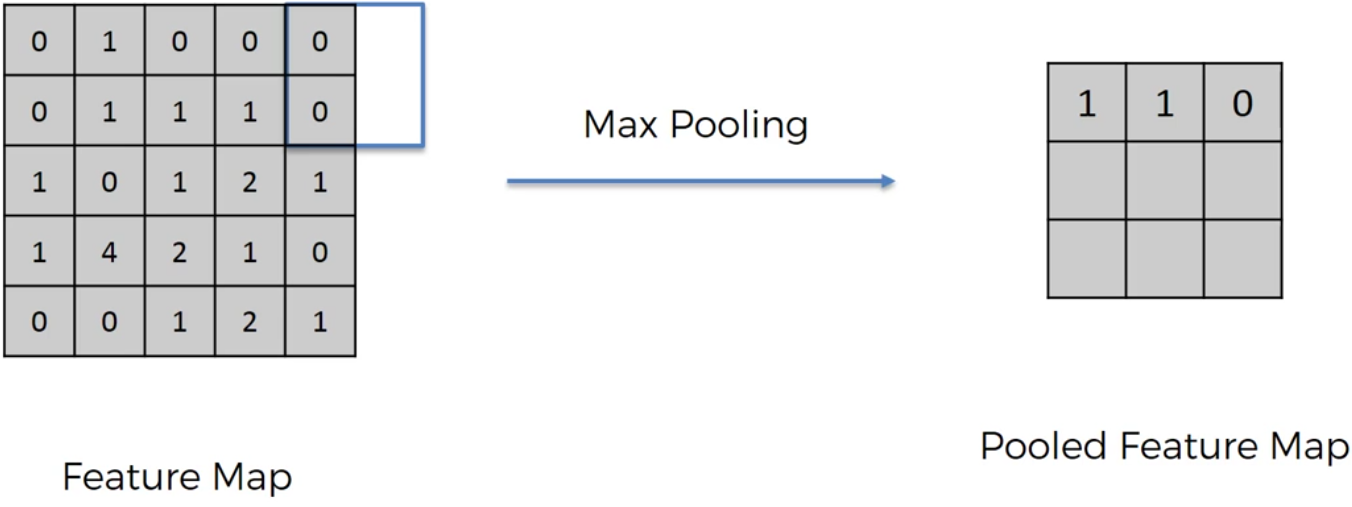 0 1 0 0 0
0 1 1 1 0
1 0 1 2 1
1 4 2 1 0
0 0 1 2 1
Feature Map
Max Pooling
1 1 0
Pooled Feature Map